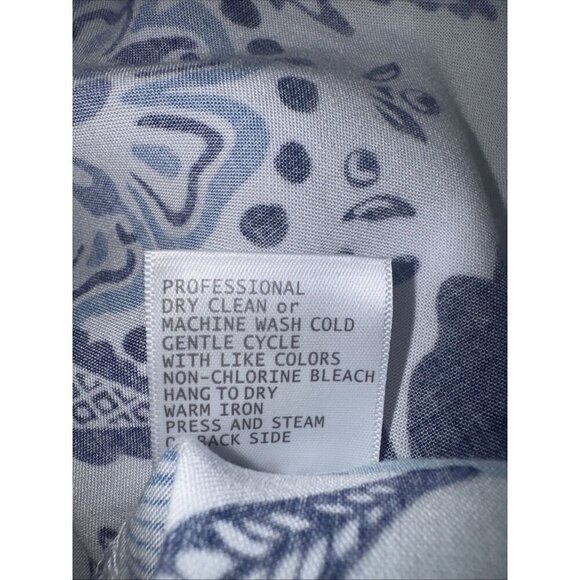 PROFESSIONAL
DRY CLEAN or
MACHINE WASH COLD
GENTLE CYCLE
WITH LIKE COLORS
NON-CHLORINE BLEACH
HANG TO DRY
WARM IRON
PRESS AND STEAM
ON BACK SIDE